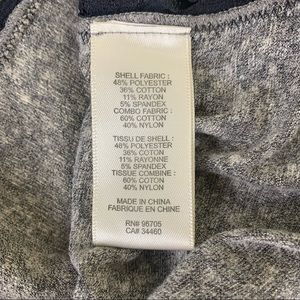 SHELL FABRIC :
48% POLYESTER
36% COTTON
11% RAYON
5% SPANDEX
COMBO FABRIC :
60% COTTON
40% NYLON
TISSU DE SHELL :
48% POLYESTER
36% COTON
11% RAYONNE
5% SPANDEX
TISSUE COMBINE :
60% COTON
40% NYLON
MADE IN CHINA
FABRIQUE EN CHINE
RN# 96705
CA# 34460